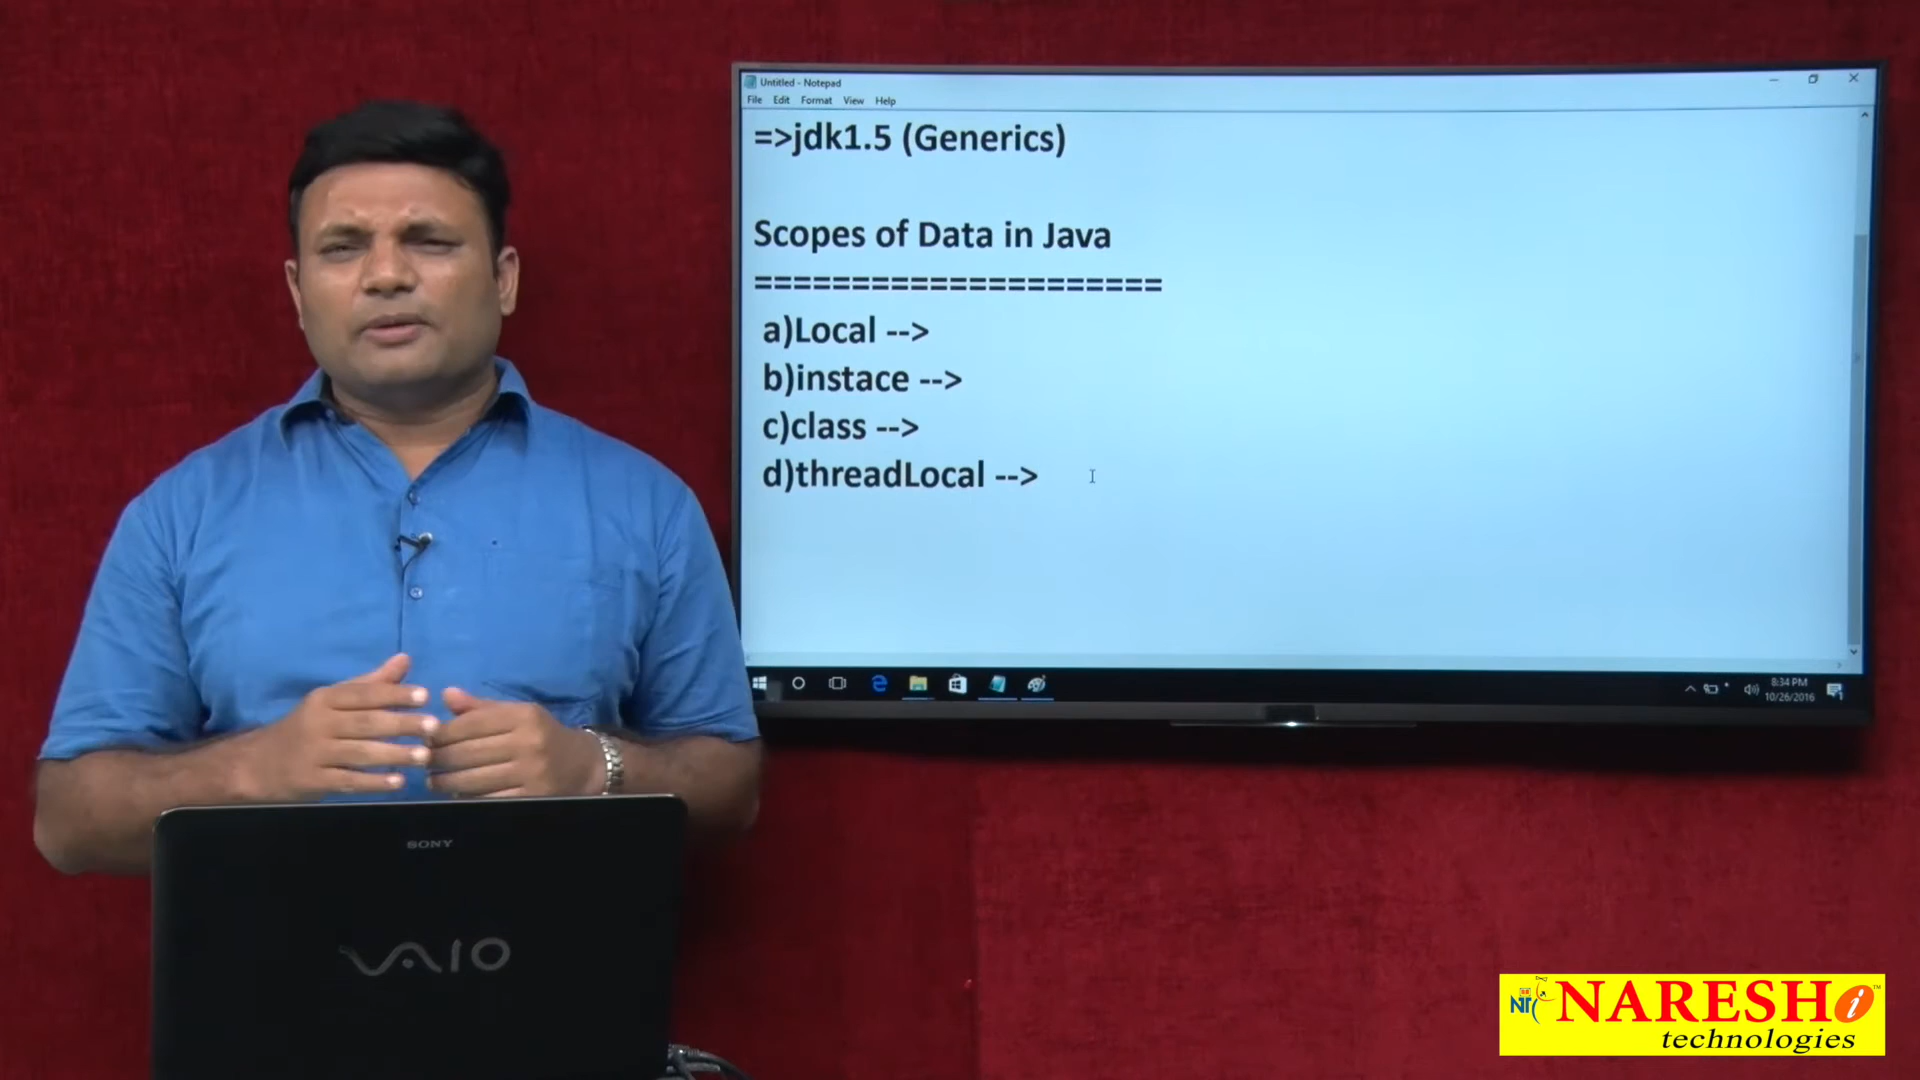 Untitled - Notepad
File Edit Format View Help
=>jdk1.5 (Generics)
Scopes of Data in Java
=====================
a)Local -->
b)instace -->
c)class -->
d)threadLocal -->
8:34 PM
10/26/2016
SONY
VAIO
NARESH i ™
technologies